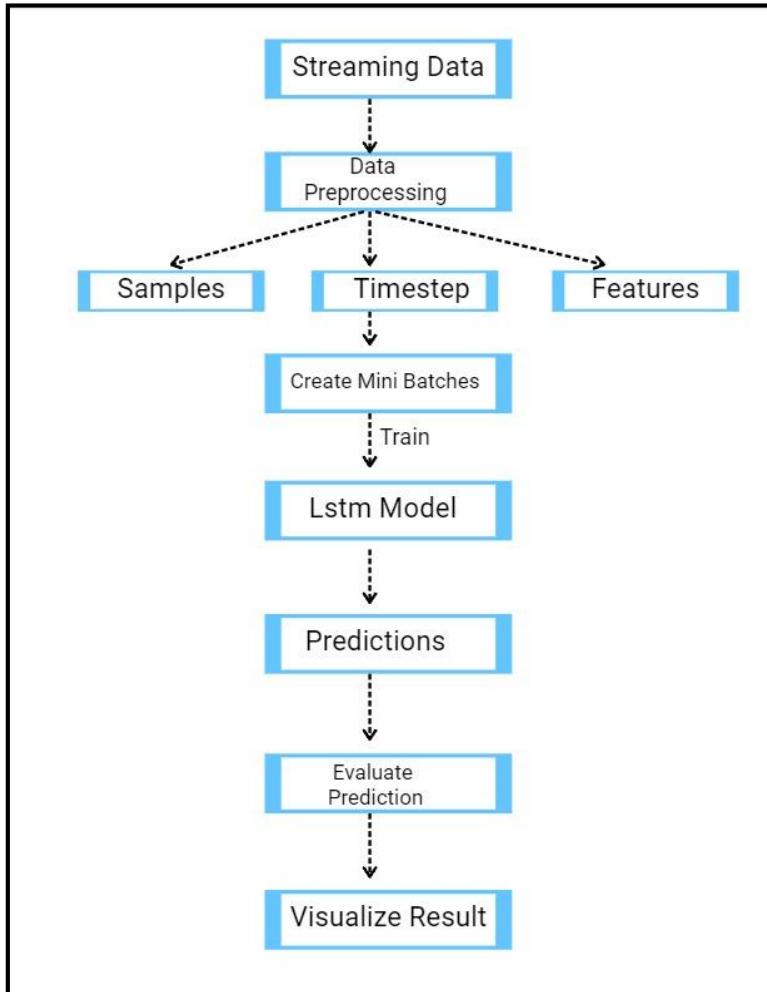 Streaming Data
Data
Preprocessing
Samples
Timestep
Features
Create Mini Batches
Train
Lstm Model
Predictions
Evaluate
Prediction
Visualize Result